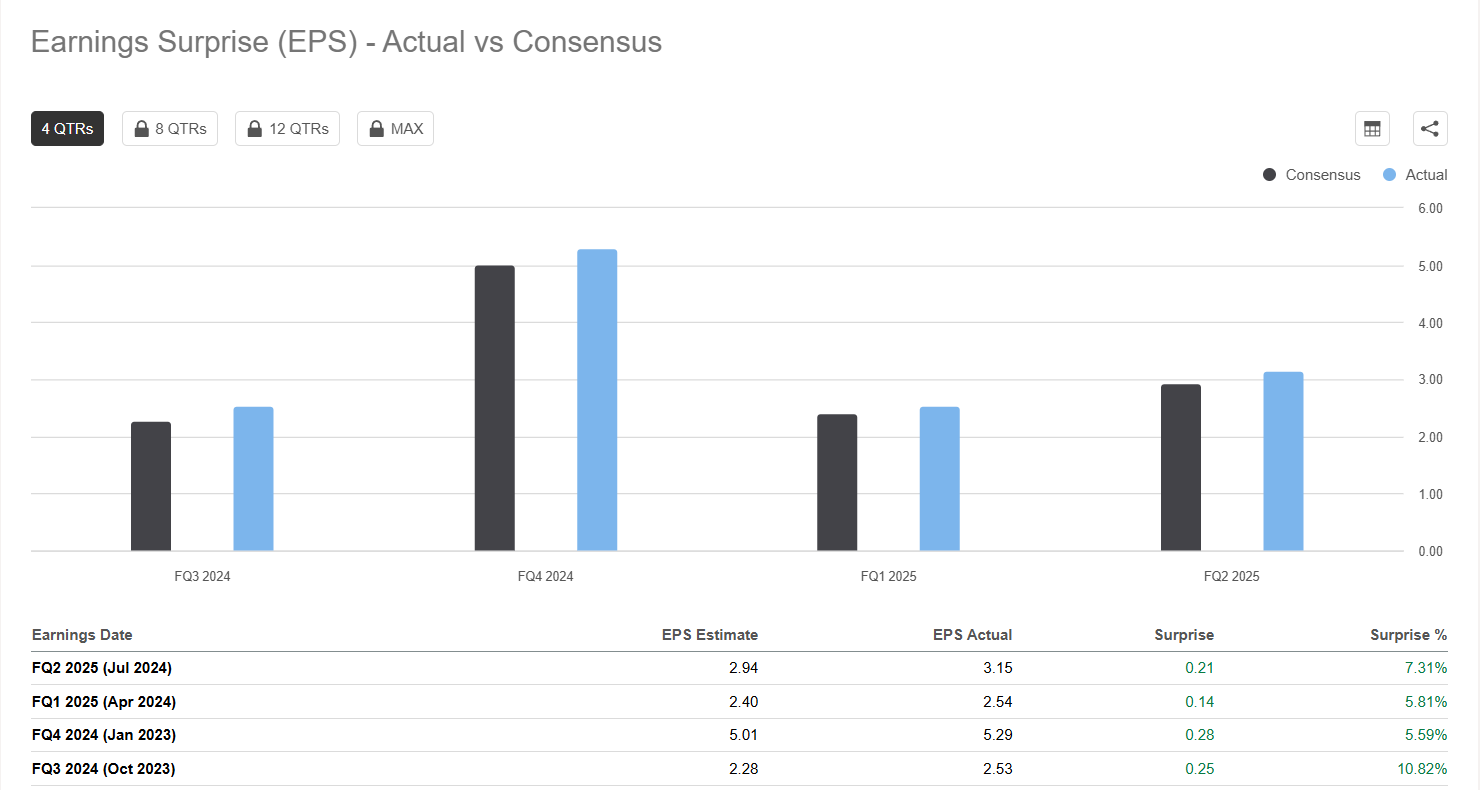 Earnings Surprise (EPS) - Actual vs Consensus
4 QTRs 8 QTRs 12 QTRs MAX
Consensus Actual
6.00
5.00
4.00
3.00
2.00
1.00
0.00
FQ3 2024 FQ4 2024 FQ1 2025 FQ2 2025
Earnings Date EPS Estimate EPS Actual Surprise Surprise %
FQ2 2025 (Jul 2024) 2.94 3.15 0.21 7.31%
FQ1 2025 (Apr 2024) 2.40 2.54 0.14 5.81%
FQ4 2024 (Jan 2023) 5.01 5.29 0.28 5.59%
FQ3 2024 (Oct 2023) 2.28 2.53 0.25 10.82%